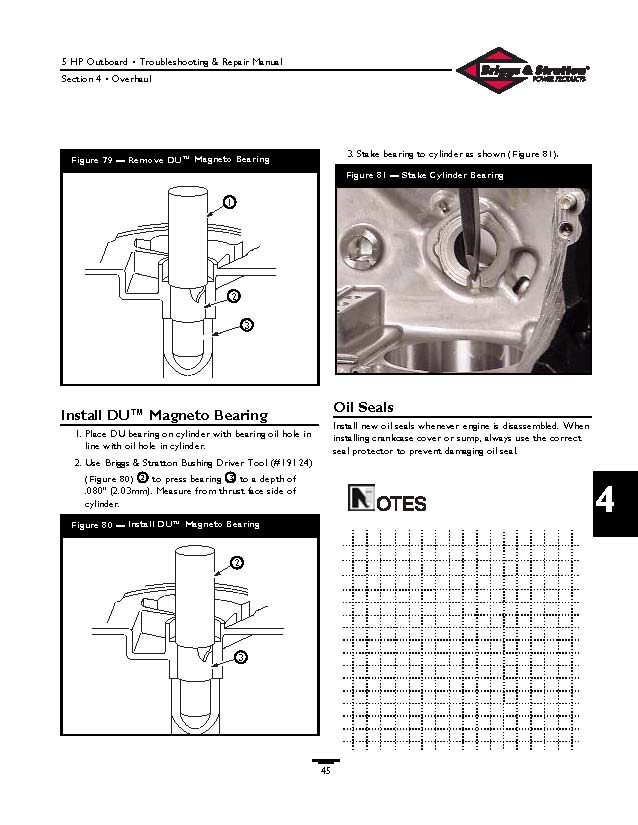 5 HP Outboard • Troubleshooting & Repair Manual
Section 4 • Overhaul
Briggs & Stratton®
POWER PRODUCTS
Figure 79 — Remove DU™ Magneto Bearing
1
2
3
Install DU™ Magneto Bearing
1. Place DU bearing on cylinder with bearing oil hole in
line with oil hole in cylinder.
2. Use Briggs & Stratton Bushing Driver Tool (#19124)
(Figure 80) 2 to press bearing 3 to a depth of
.080" (2.03mm). Measure from thrust face side of
cylinder.
Figure 80 — Install DU™ Magneto Bearing
2
3
3. Stake bearing to cylinder as shown (Figure 81).
Figure 81 — Stake Cylinder Bearing
Oil Seals
Install new oil seals whenever engine is disassembled. When
installing crankcase cover or sump, always use the correct
seal protector to prevent damaging oil seal.
NOTES
4
45